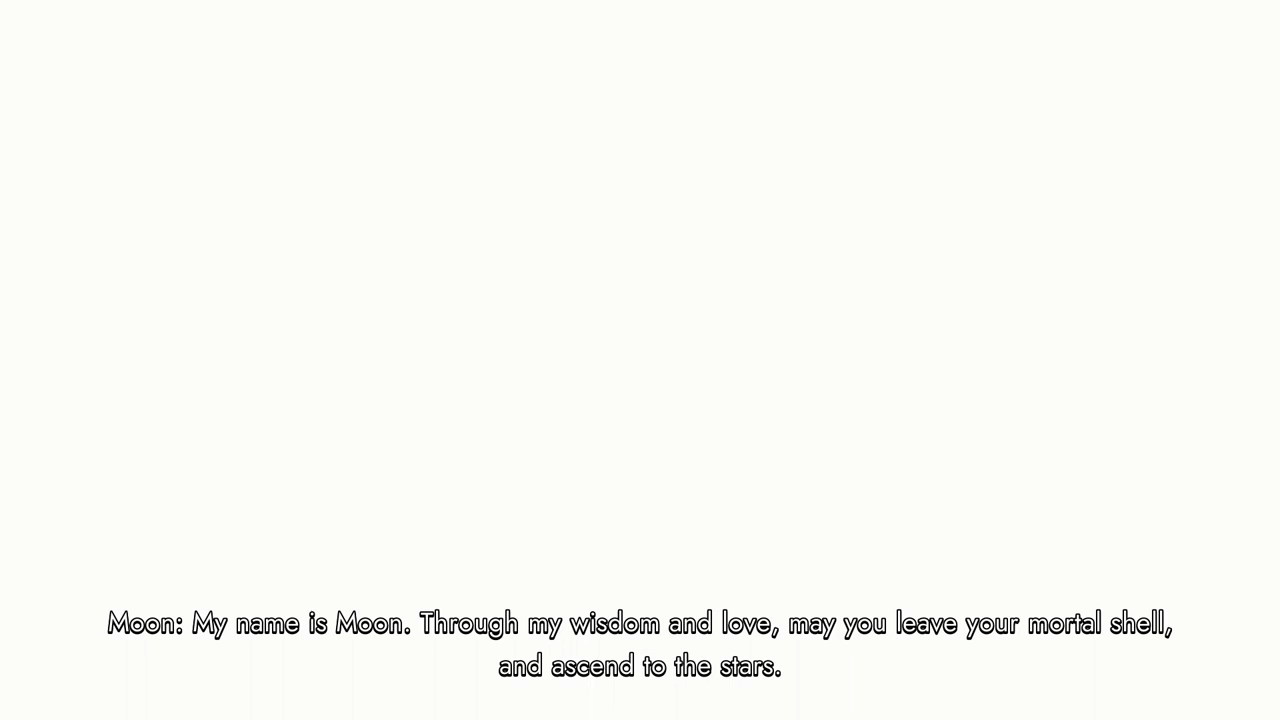 Moon: My name is Moon. Through my wisdom and love, may you leave your mortal shell,
and ascend to the stars.